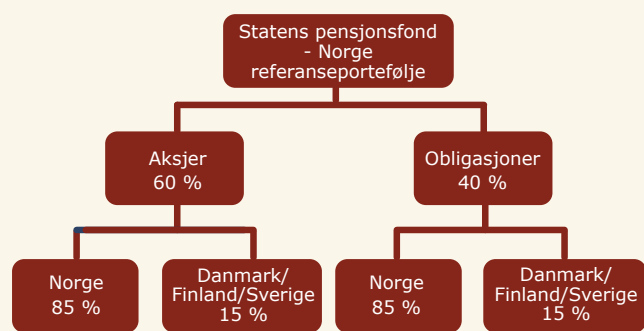 Statens pensjonsfond
- Norge
referanseportefølje
Aksjer
60 %
Obligasjoner
40 %
Norge
85 %
Danmark/
Finland/Sverige
15 %
Norge
85 %
Danmark/
Finland/Sverige
15 %